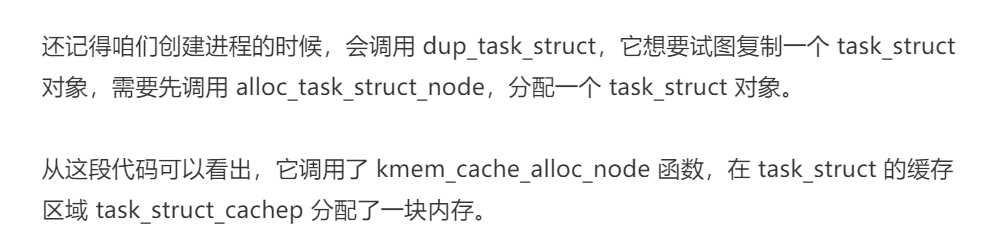 还记得咱们创建进程的时候，会调用 dup_task_struct，它想要试图复制一个 task_struct
对象，需要先调用 alloc_task_struct_node，分配一个 task_struct 对象。
从这段代码可以看出，它调用了 kmem_cache_alloc_node 函数，在 task_struct 的缓存
区域 task_struct_cachep 分配了一块内存。